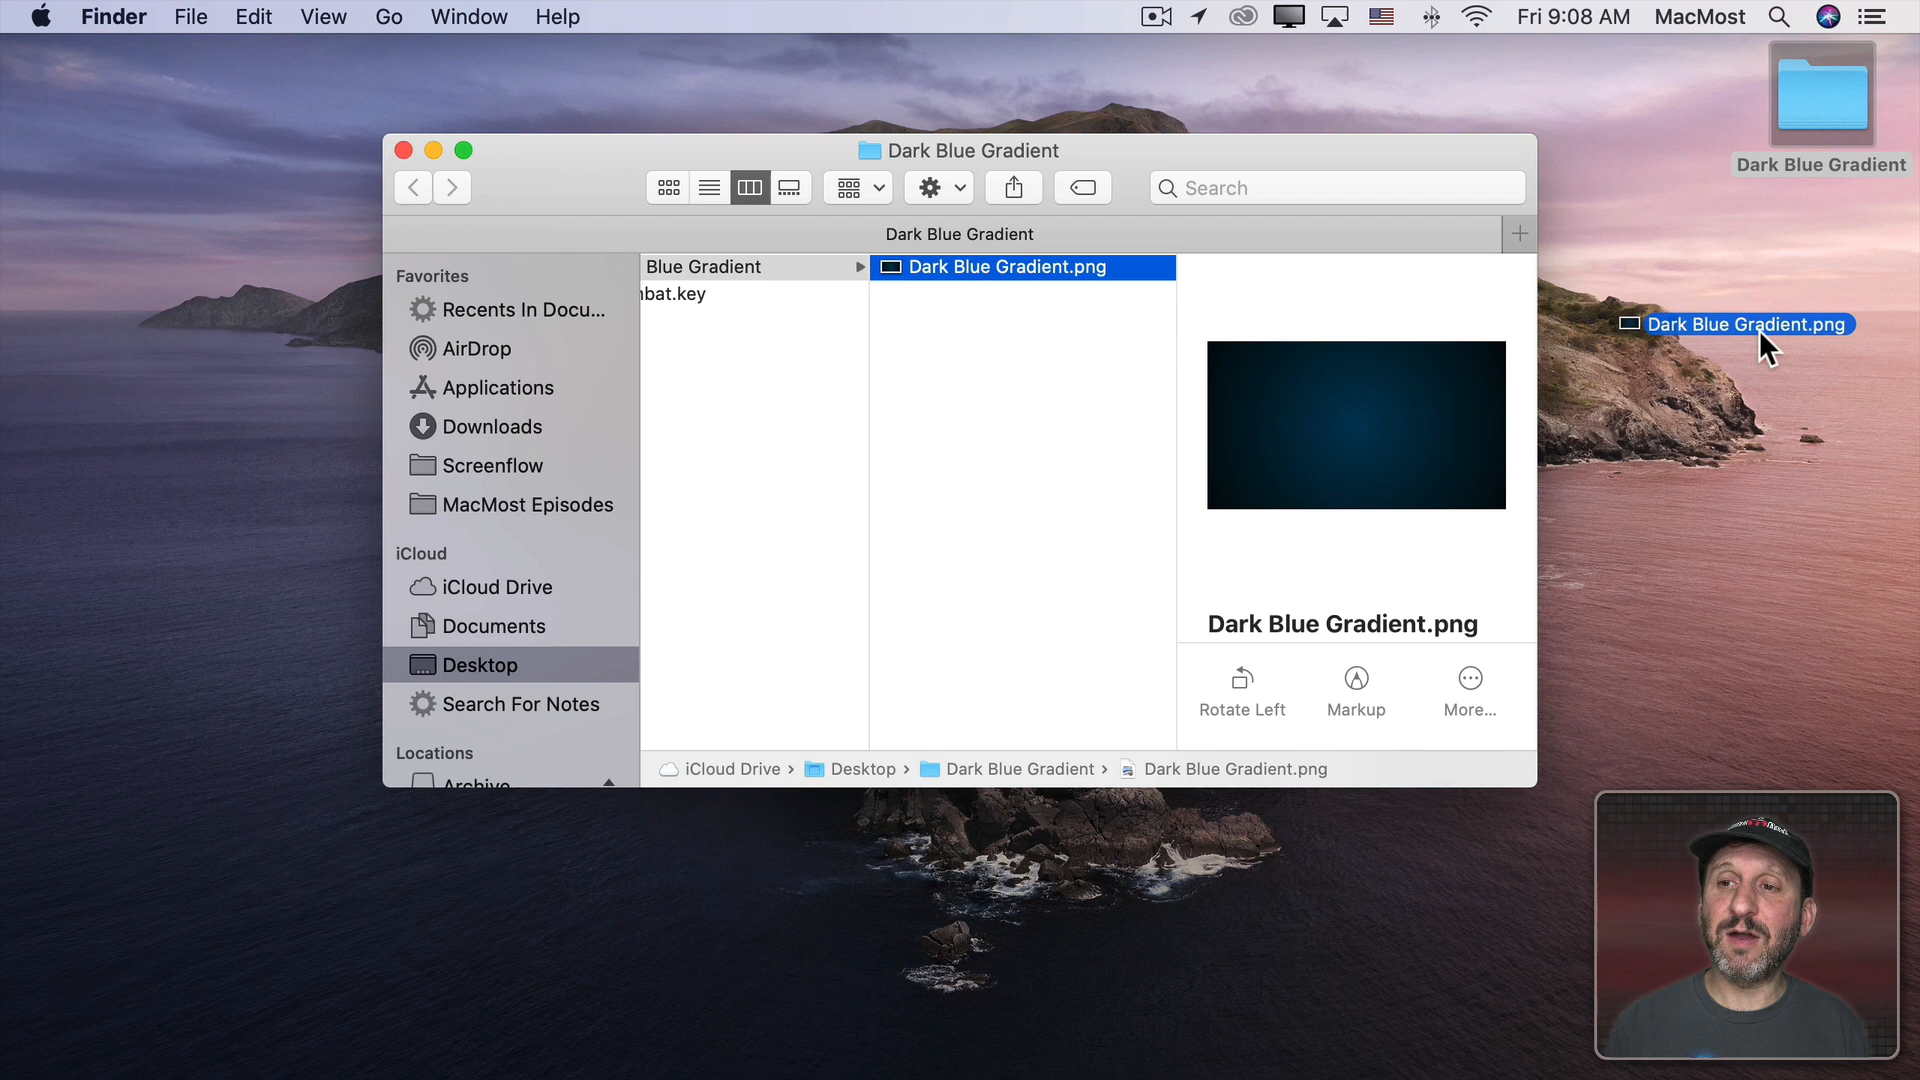 Finder File Edit View Go Window Help Fri 9:08 AM MacMost
Dark Blue Gradient
Dark Blue Gradient
Search
Dark Blue Gradient
Favorites
Recents In Docu...
AirDrop
Applications
Downloads
Screenflow
MacMost Episodes
iCloud
iCloud Drive
Documents
Desktop
Search For Notes
Locations
Archive
Blue Gradient
bat.key
Dark Blue Gradient.png
Dark Blue Gradient.png
Dark Blue Gradient.png
Rotate Left Markup More...
iCloud Drive › Desktop › Dark Blue Gradient › Dark Blue Gradient.png